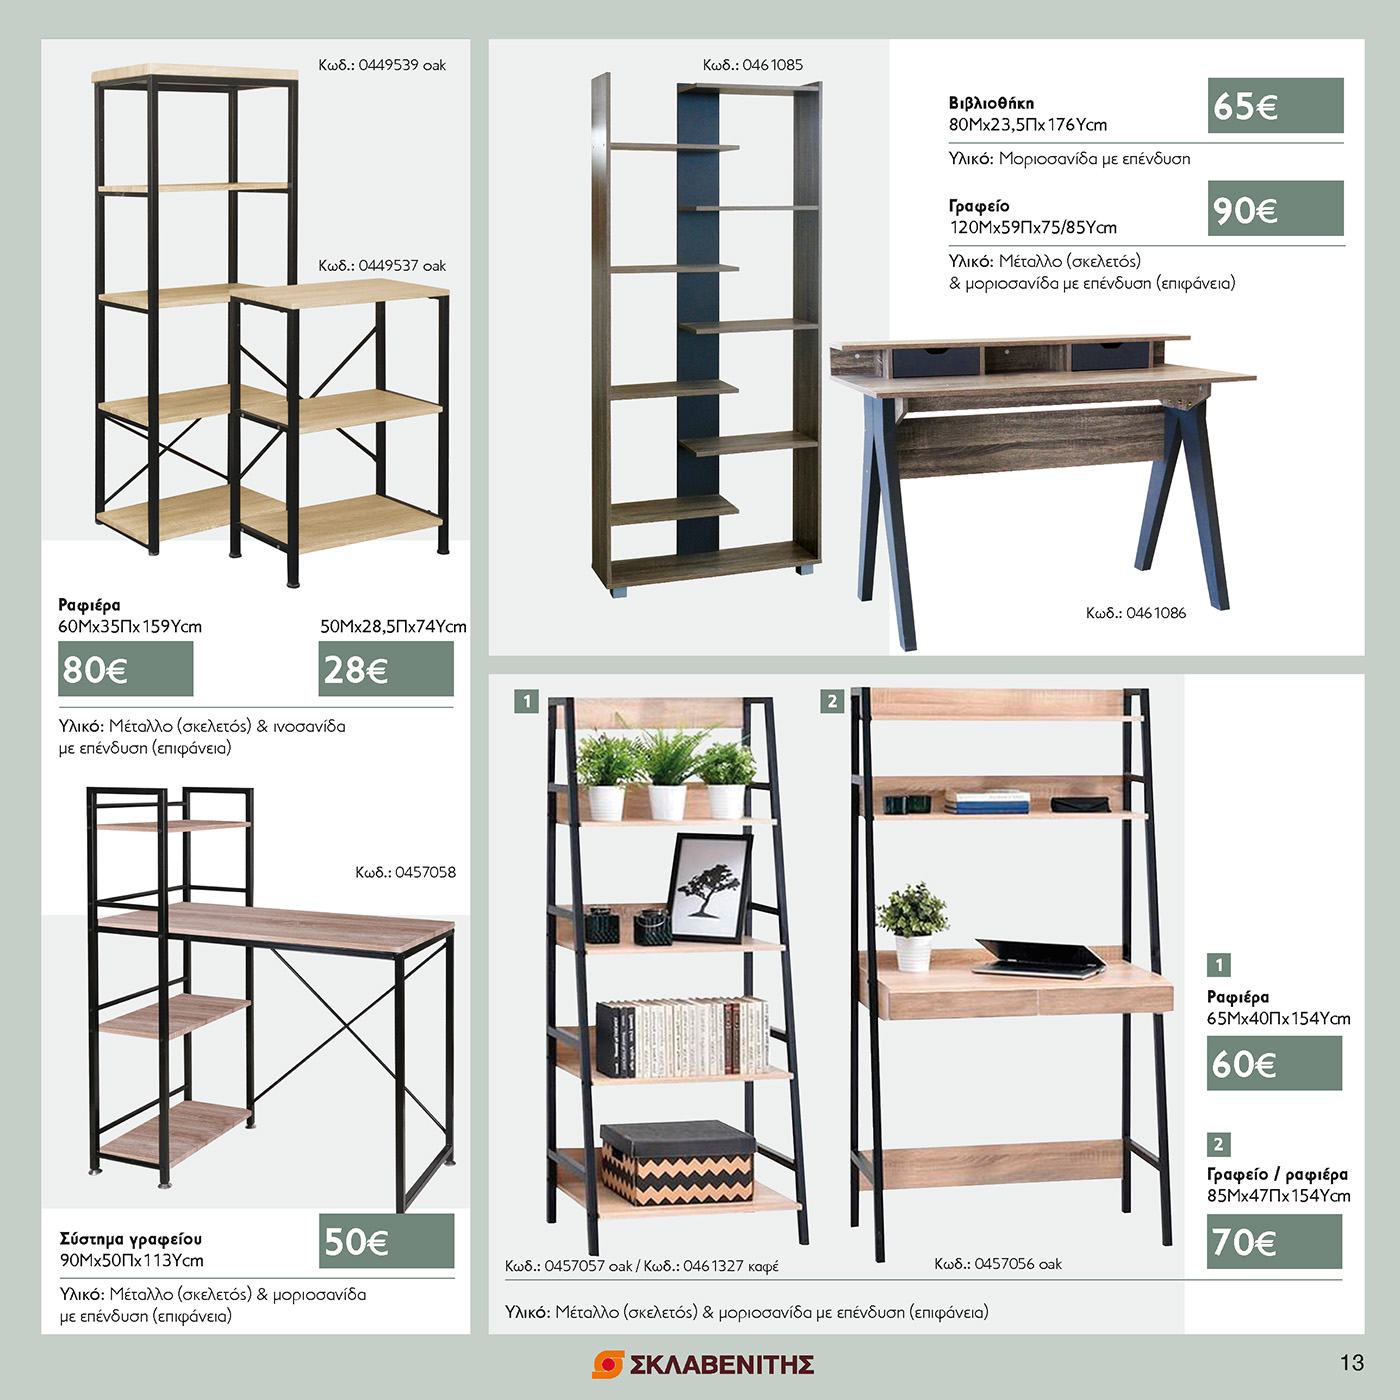 Κωδ.: 0449539 oak
Κωδ.: 0449537 oak
Ραφιέρα
60Μx35Πx159Υcm
50Μx28,5Πx74Υcm
80€
28€
Υλικό: Μέταλλο (σκελετός) & ινοσανίδα
με επένδυση (επιφάνεια)
Κωδ.: 0457058
Σύστημα γραφείου
90Μx50Πx113Υcm
50€
Υλικό: Μέταλλο (σκελετός) & μοριοσανίδα
με επένδυση (επιφάνεια)
Κωδ.: 0461085
Βιβλιοθήκη
80Μx23,5Πx176Υcm
65€
Υλικό: Μοριοσανίδα με επένδυση
Γραφείο
120Μx59Πx75/85Υcm
90€
Υλικό: Μέταλλο (σκελετός)
& μοριοσανίδα με επένδυση (επιφάνεια)
Κωδ.: 0461086
1
2
1
Ραφιέρα
65Μx40Πx154Υcm
60€
2
Γραφείο / ραφιέρα
85Μx47Πx154Υcm
70€
Κωδ.: 0457057 oak / Κωδ.: 0461327 καφέ
Κωδ.: 0457056 oak
Υλικό: Μέταλλο (σκελετός) & μοριοσανίδα με επένδυση (επιφάνεια)
ΣΚΛΑΒΕΝΙΤΗΣ
13